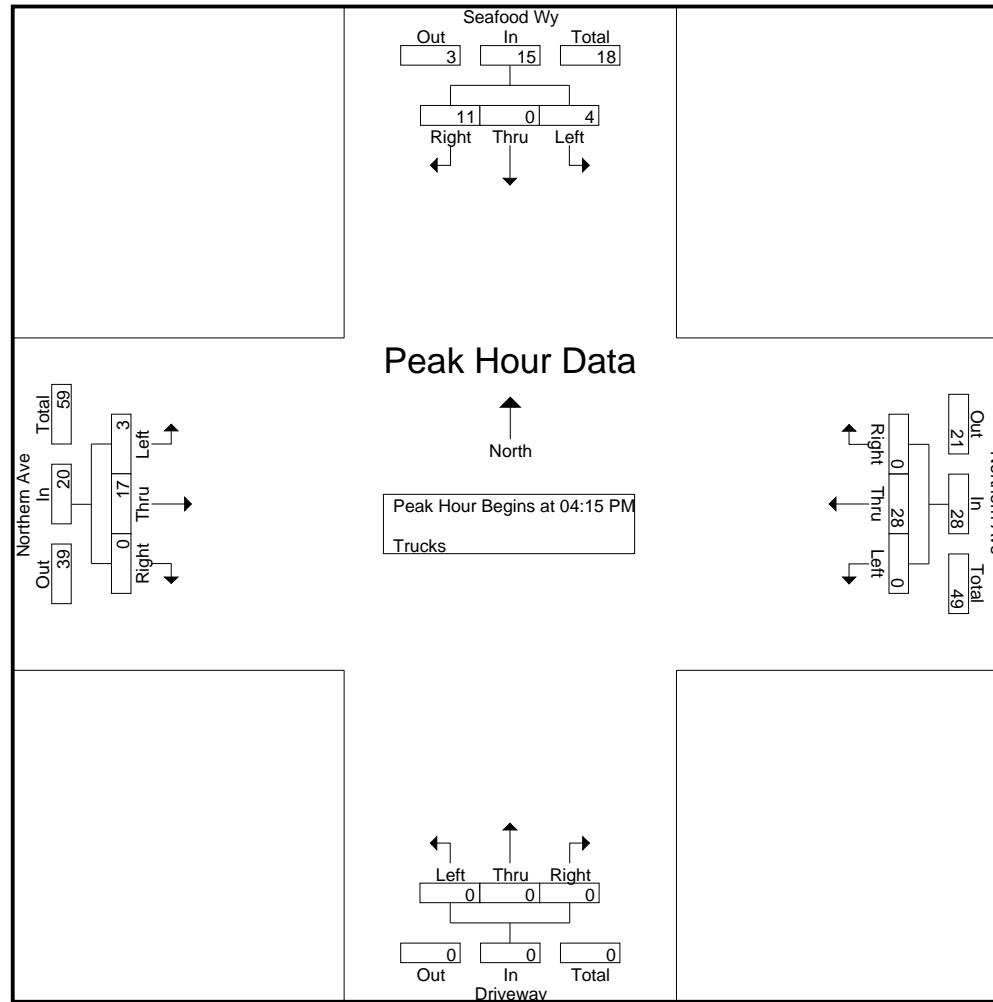 Seafood Wy
Out In Total
3 15 18
11 0 4
Right Thru Left
Peak Hour Data
North
Peak Hour Begins at 04:15 PM
Trucks
Northern Ave
Out In Total
39 20 59
Left Thru Right
3 17 0
Out In Total
21 28 49
Right Thru Left
0 28 0
Left Thru Right
0 0 0
0 0 0
Out In Total
Driveway